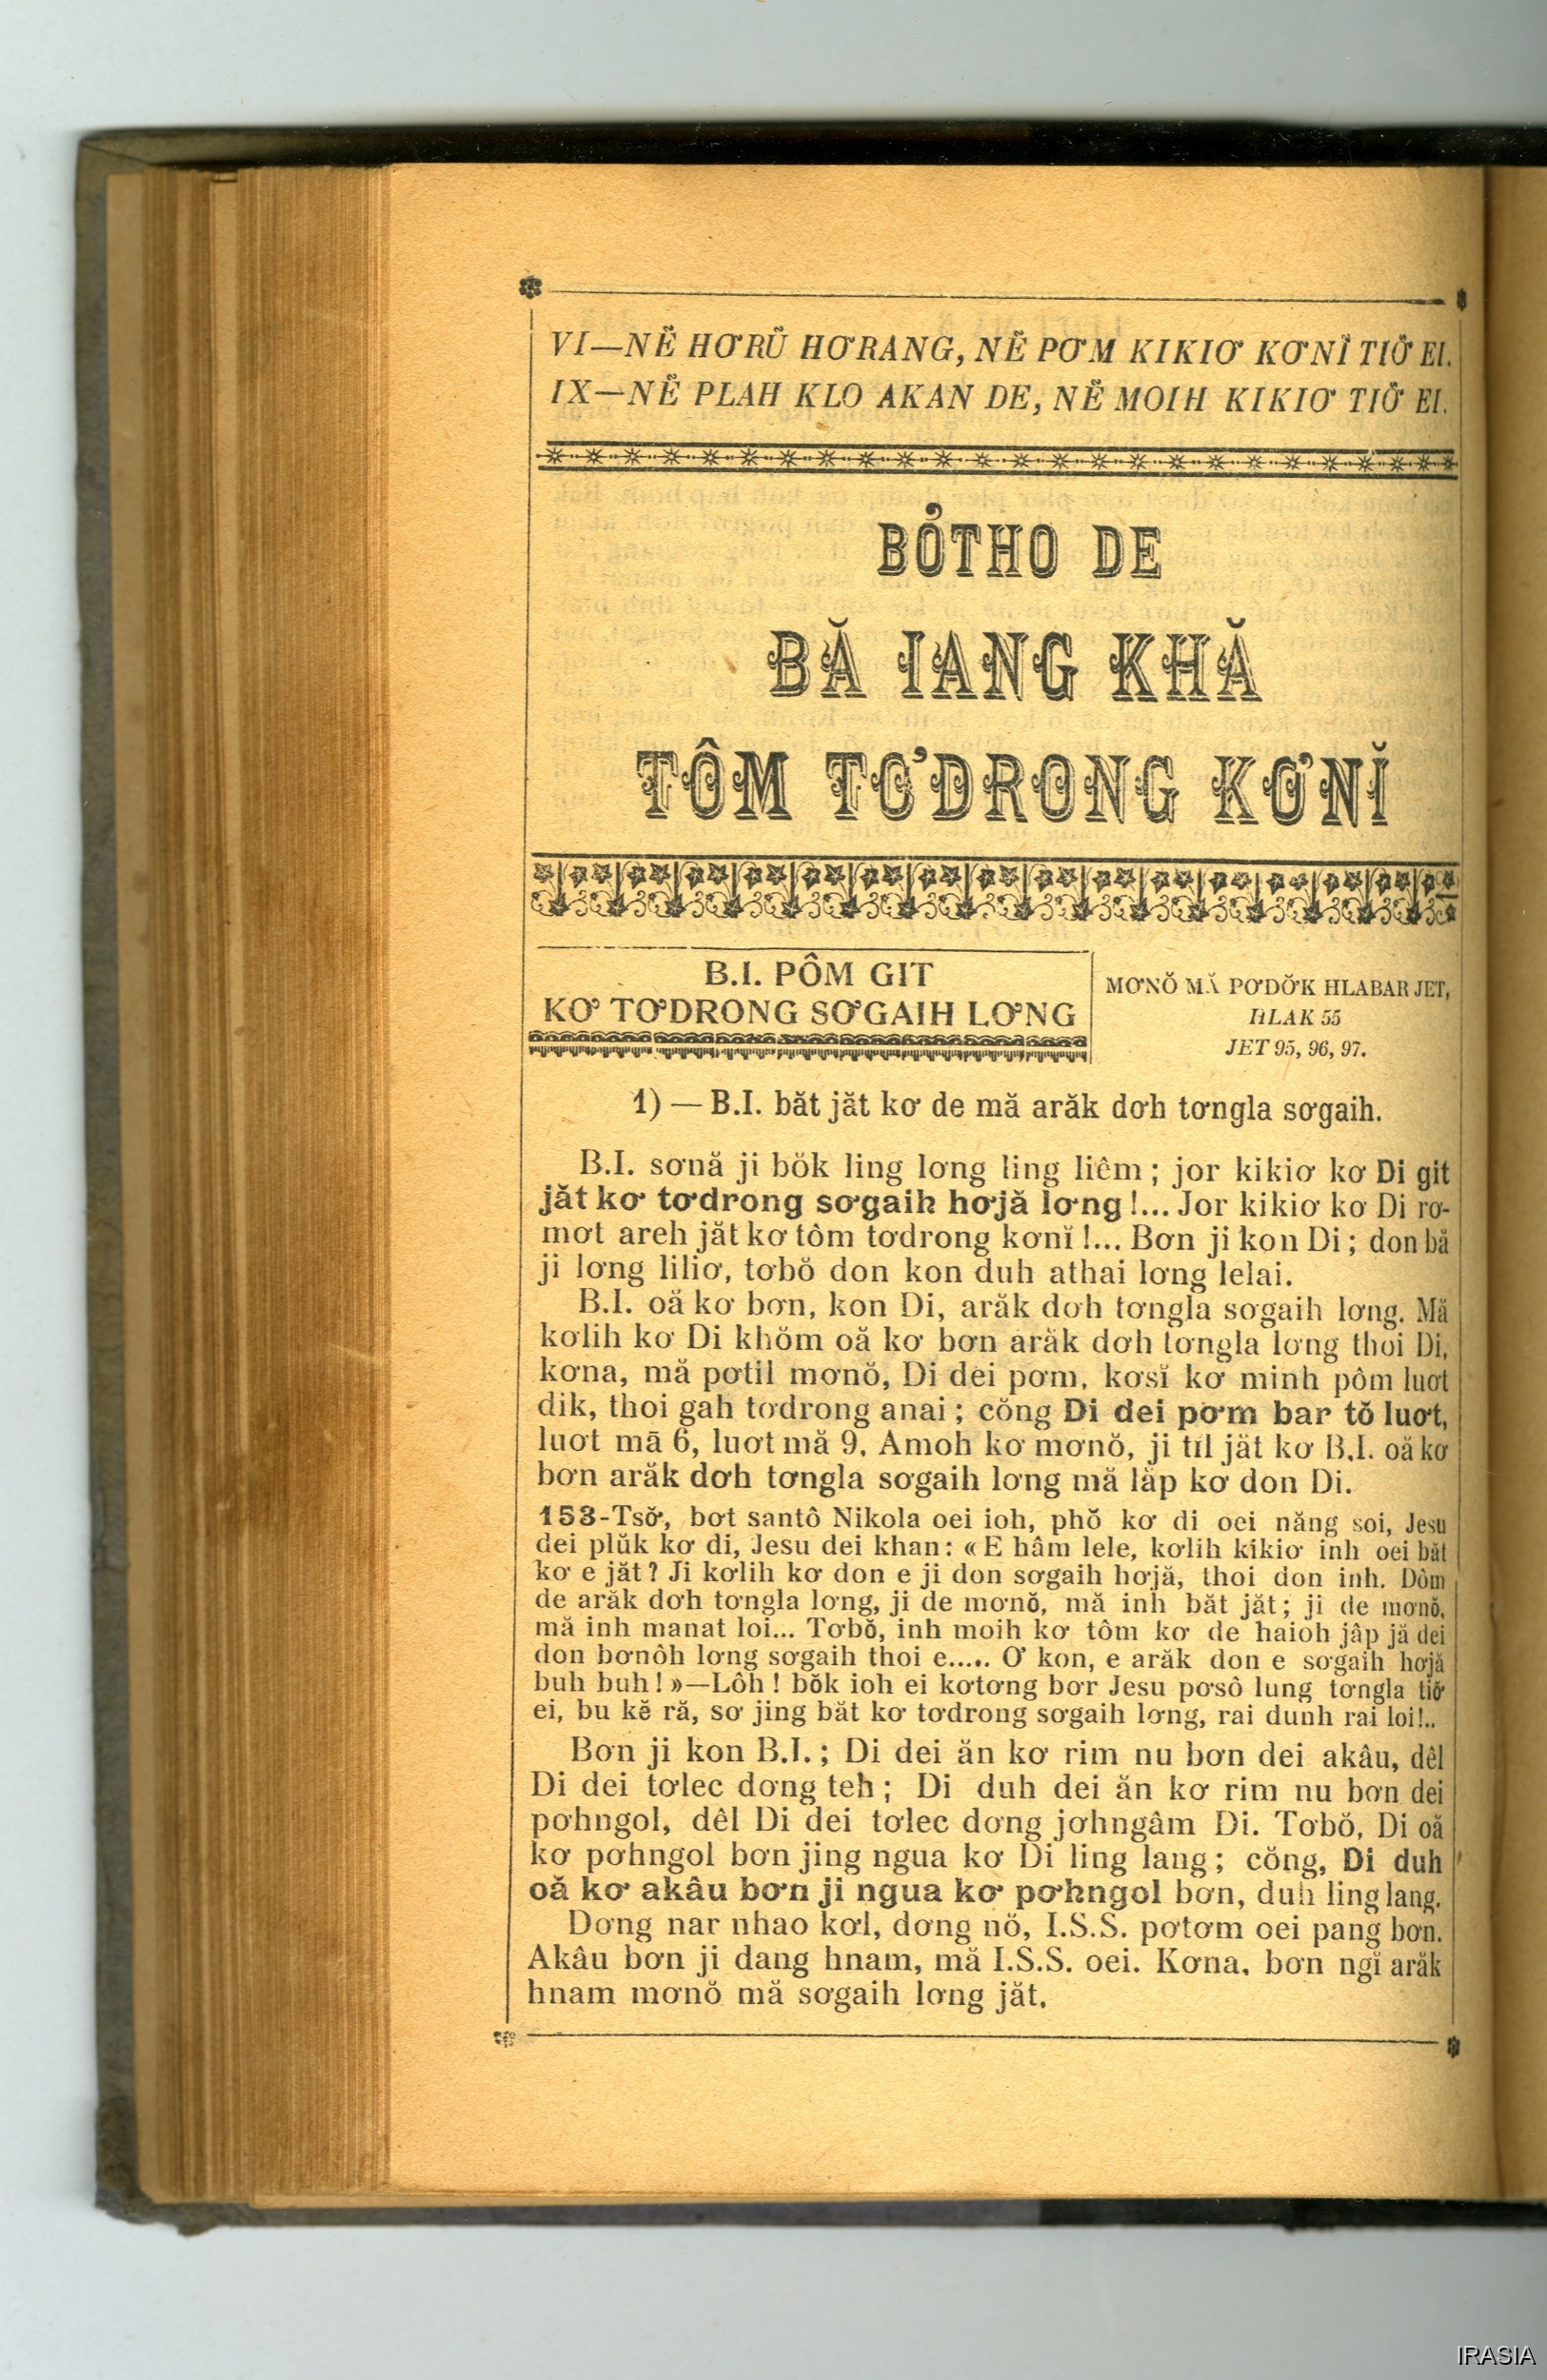 VI—NĔ HƠRŬ HƠRANG, NĔ PƠM KIKIƠ KƠNĬ TIƠ̆ EI.
IX—NĔ PLAH KLO AKAN DE, NĔ MOIH KIKIƠ TIƠ̆ EI.
BỞTHO DE
BĂ IANG KHĂ
TÔM TƠDRONG KƠNĬ
B.I. PÔM GIT
KƠ TƠDRONG SƠGAIH LƠNG
MƠNŎ MĂ PƠDƠ̆K HLABAR JET,
HLAK 55
JET 95, 96, 97.
1) — B.I. băt jăt kơ de mă arăk dơh tơngla sơgaih.
B.I. sơnă ji bŏk ling lơng ling liêm ; jor kikiơ kơ Di git
jăt kơ tơdrong sơgaih hơjă lơng !... Jor kikiơ kơ Di rơ-
mơt areh jăt kơ tôm tơdrong kơnĭ !... Bơn ji kon Di ; don bă
ji lơng liliơ, tơbŏ don kon duh athai lơng lelai.
B.I. oă kơ bơn, kon Di, arăk dơh tơngla sơgaih lơng. Mă
kơlih kơ Di khŏm oă kơ bơn arăk dơh tơngla lơng thoi Di,
kơna, mă pơtil mơnŏ, Di dei pơm, kơsĭ kơ minh pôm luơt
dik, thoi gah tơdrong anai ; cŏng Di dei pơm bar tŏ luơt,
luơt mā 6, luơt mă 9. Amoh kơ mơnŏ, ji til jăt kơ B.I. oă kơ
bơn arăk dơh tơngla sơgaih lơng mă lăp kơ don Di.
153-Tsơ̆, bơt santô Nikola oei ioh, phŏ kơ di oei năng soi, Jesu
dei plŭk kơ di, Jesu dei khan : « E hâm lele, kơlih kikiơ inh oei băt
kơ e jăt ? Ji kơlih kơ don e ji don sơgaih hơjă, thoi don inh. Dôm
de arăk dơh tơngla lơng, ji de mơnŏ, mă inh băt jăt ; ji de mơnŏ,
mă inh manat loi... Tơbŏ, inh moih kơ tôm kơ de haioh jâp jă dei
don bơnôh lơng sơgaih thoi e..... Ơ kon, e arăk don e sơgaih hơjă
buh buh ! »—Lôh ! bŏk ioh ei kơtơng bơr Jesu pơsô lung tơngla tiơ̆
ei, bu kĕ ră, sơ jing băt kơ tơdrong sơgaih lơng, rai dunh rai loi !..
Bơn ji kon B.I. ; Di dei ăn kơ rim nu bơn dei akâu, dêl
Di dei tơlec dơng teh ; Di duh dei ăn kơ rim nu bơn dei
pơhngol, dêl Di dei tơlec dơng jơhngâm Di. Tơbŏ, Di oă
kơ pơhngol bơn jing ngua kơ Di ling lang ; cŏng, Di duh
oă kơ akâu bơn ji ngua kơ pơhngol bơn, duh ling lang.
Dơng nar nhao kơl, dơng nŏ, I.S.S. pơtơm oei pang bơn.
Akâu bơn ji dang hnam, mă I.S.S. oei. Kơna, bơn ngĭ arăk
hnam mơnŏ mă sơgaih lơng jăt.
IRASIA